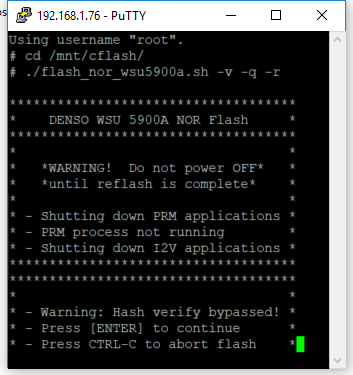 os
192.168.1.76 - PuTTY
Using username "root".
# cd /mnt/cflash/
# ./flash_nor_wsu5900a.sh -v -q -r
************************************
*    DENSO WSU 5900A NOR Flash     *
************************************
*                                  *
*   *WARNING!  Do not power OFF*   *
*   *until reflash is complete*    *
*                                  *
* - Shutting down PRM applications *
* - PRM process not running        *
* - Shutting down I2V applications *
************************************
************************************
*                                  *
* - Warning: Hash verify bypassed! *
* - Press [ENTER] to continue      *
* - Press CTRL-C to abort flash    *